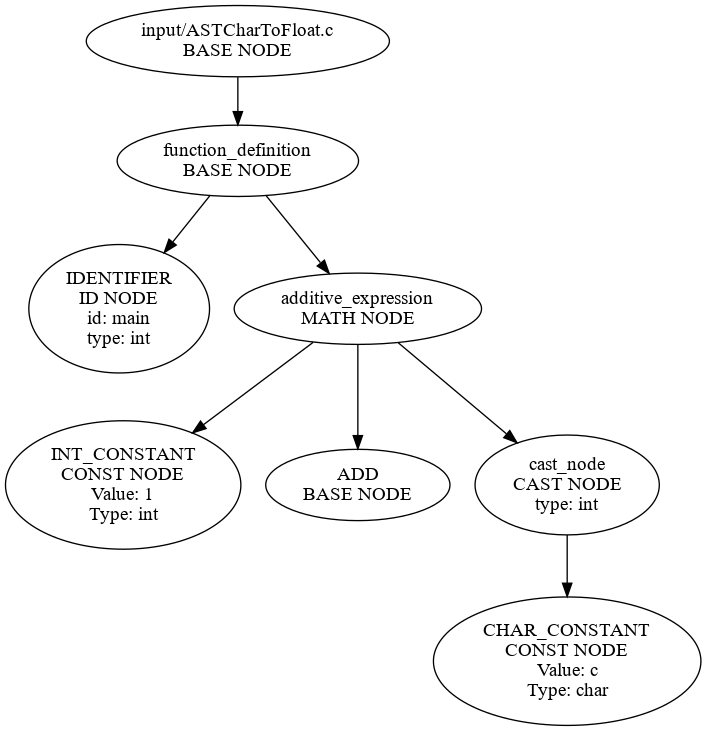 input/ASTCharToFloat.c
BASE NODE
function_definition
BASE NODE
IDENTIFIER
ID NODE
id: main
type: int
additive_expression
MATH NODE
INT_CONSTANT
CONST NODE
Value: 1
Type: int
ADD
BASE NODE
cast_node
CAST NODE
type: int
CHAR_CONSTANT
CONST NODE
Value: c
Type: char